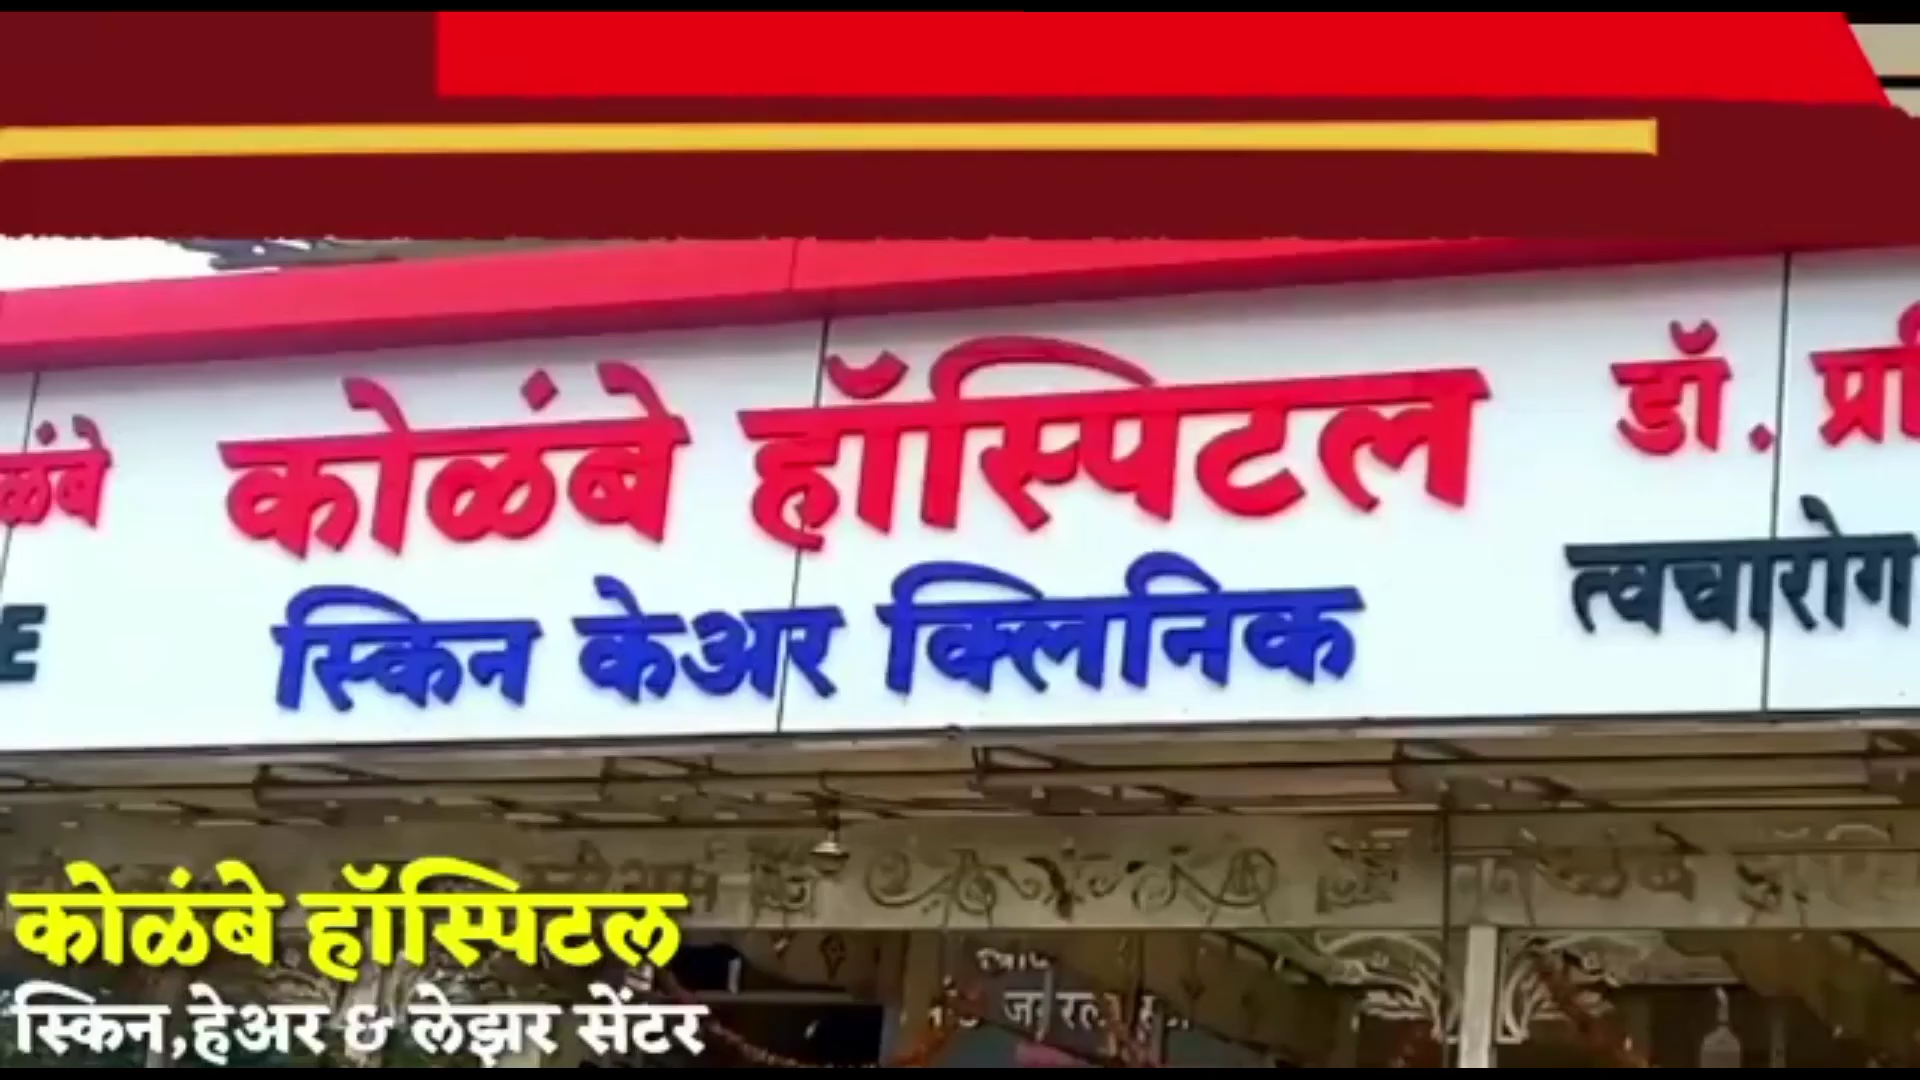 कोळंबे हॉस्पिटल डॉ.
स्किन केअर क्लिनिक त्वचारोग
कोळंबे हॉस्पिटल
स्किन,हेअर & लेझर सेंटर